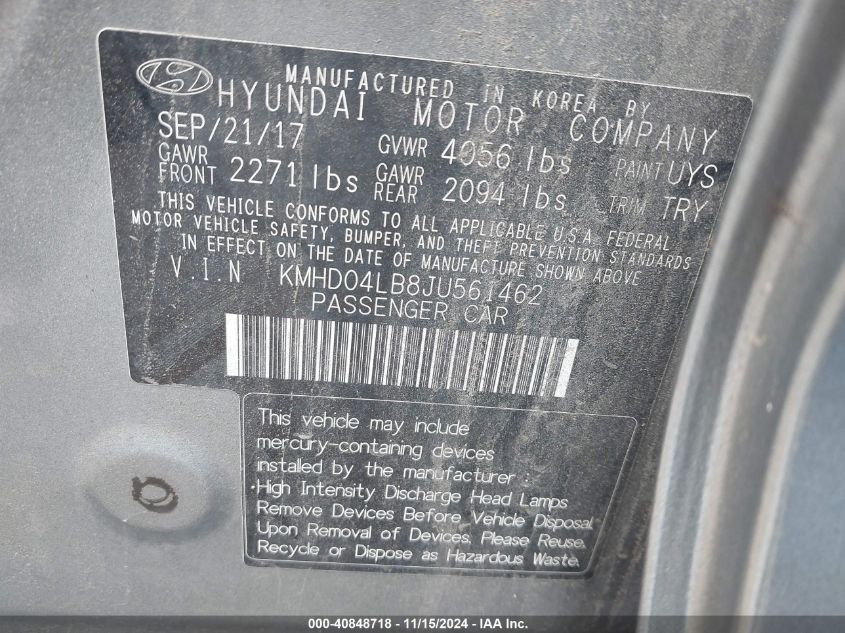 MANUFACTURED IN KOREA BY
HYUNDAI MOTOR COMPANY
SEP/21/17 GVWR 4056 lbs PAINT UYS
GAWR FRONT 2271 lbs GAWR REAR 2094 lbs TRIM TRY
THIS VEHICLE CONFORMS TO ALL APPLICABLE U.S.A. FEDERAL
MOTOR VEHICLE SAFETY, BUMPER, AND THEFT PREVENTION STANDARDS
IN EFFECT ON THE DATE OF MANUFACTURE SHOWN ABOVE
V.I.N KMHD04LB8JU561462
PASSENGER CAR
This vehicle may include
mercury-containing devices
installed by the manufacturer :
·High Intensity Discharge Head Lamps
Remove Devices Before Vehicle Disposal.
Upon Removal of Devices, Please Reuse,
Recycle or Dispose as Hazardous Waste.
000-40848718 - 11/15/2024 - IAA Inc.